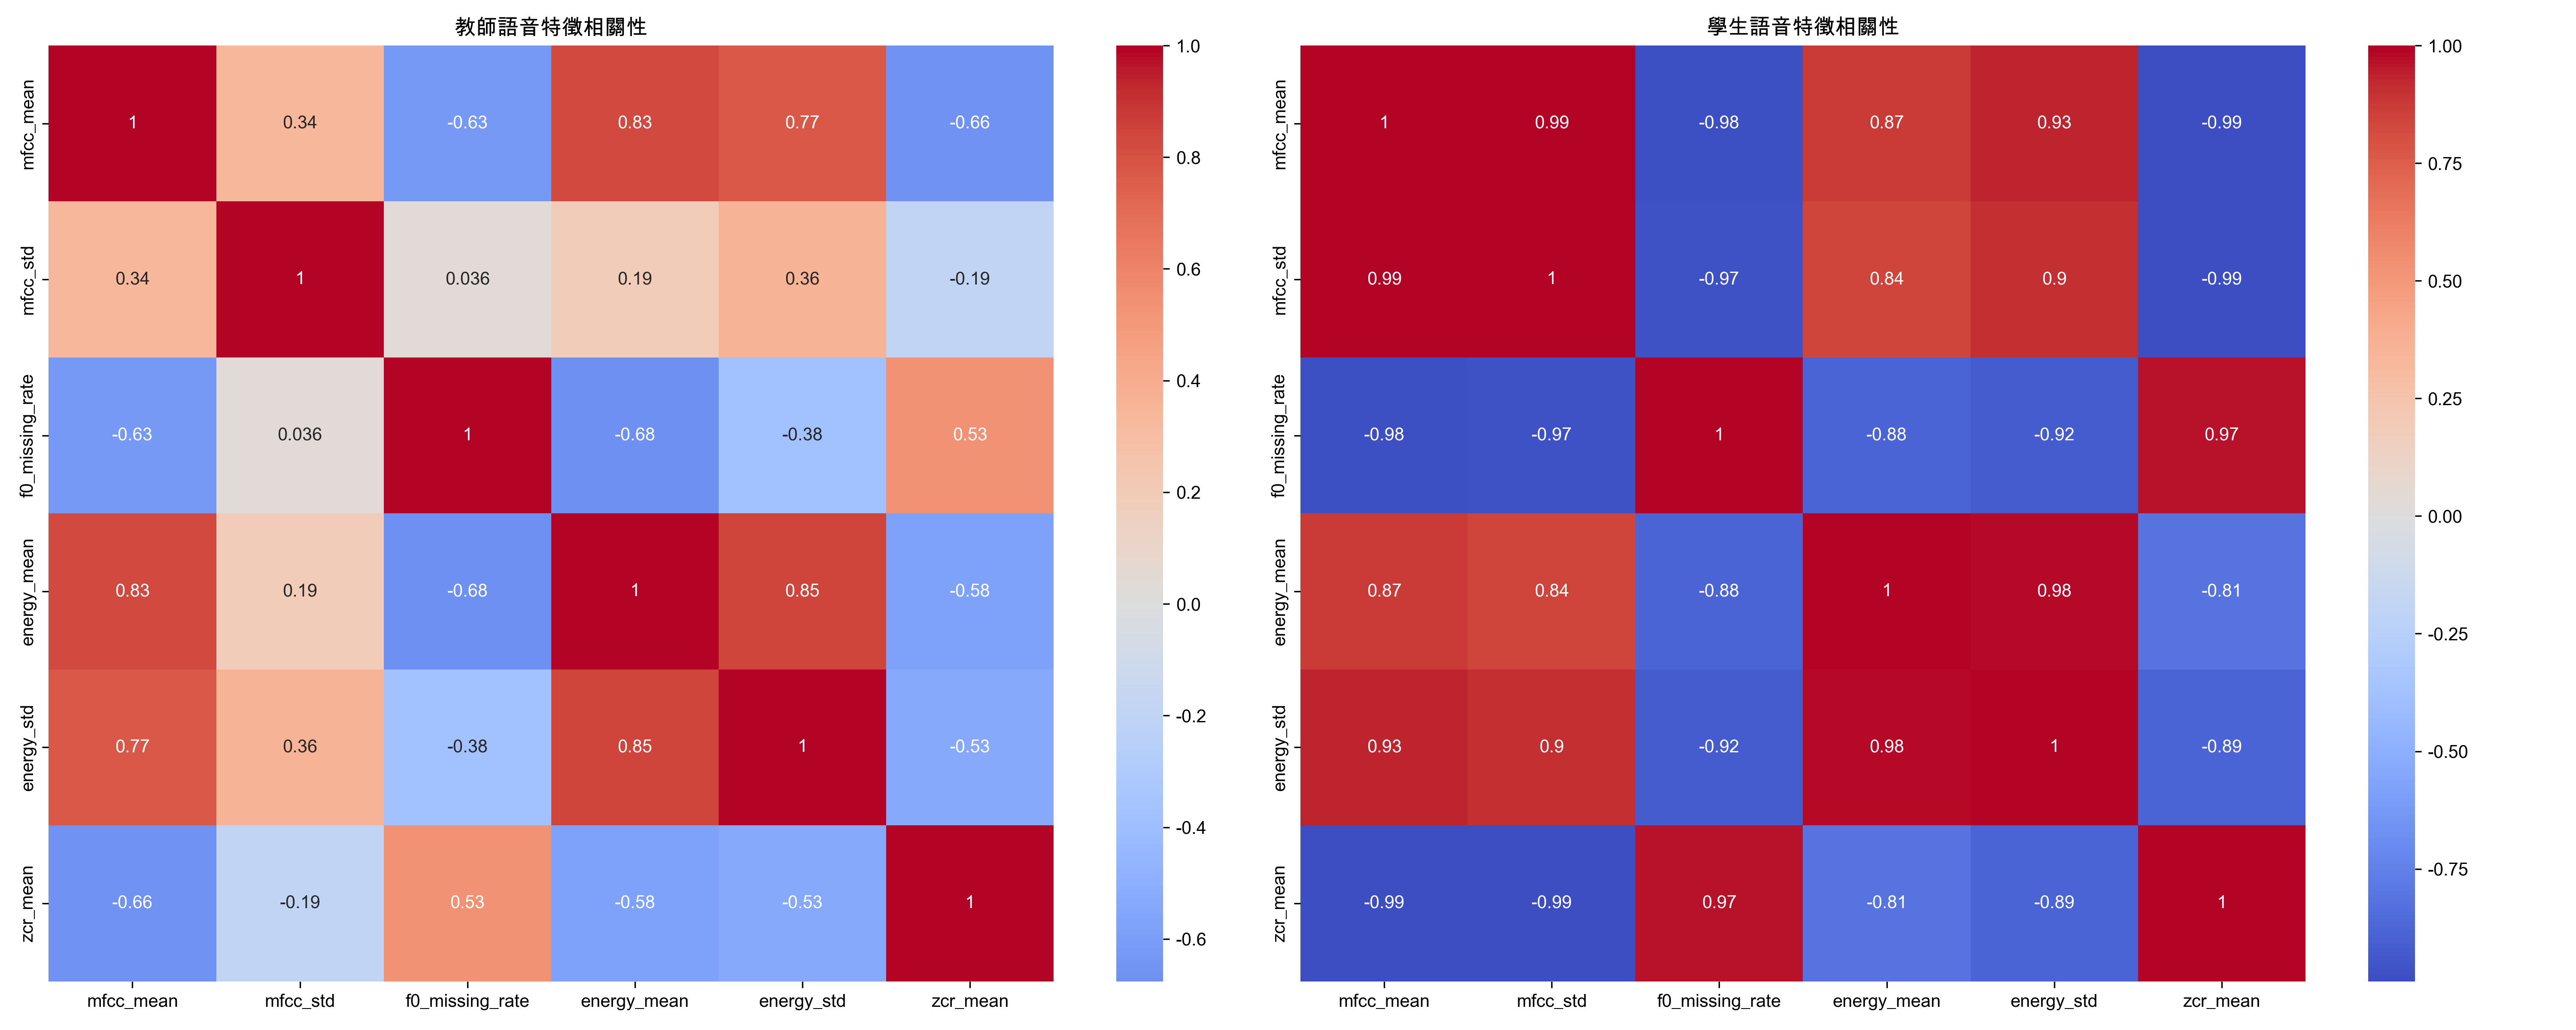 教師語音特徵相關性
mfcc_mean 1 0.34 -0.63 0.83 0.77 -0.66
mfcc_std 0.34 1 0.036 0.19 0.36 -0.19
f0_missing_rate -0.63 0.036 1 -0.68 -0.38 0.53
energy_mean 0.83 0.19 -0.68 1 0.85 -0.58
energy_std 0.77 0.36 -0.38 0.85 1 -0.53
zcr_mean -0.66 -0.19 0.53 -0.58 -0.53 1
mfcc_mean mfcc_std f0_missing_rate energy_mean energy_std zcr_mean
1.0
0.8
0.6
0.4
0.2
0.0
-0.2
-0.4
-0.6
學生語音特徵相關性
mfcc_mean 1 0.99 -0.98 0.87 0.93 -0.99
mfcc_std 0.99 1 -0.97 0.84 0.9 -0.99
f0_missing_rate -0.98 -0.97 1 -0.88 -0.92 0.97
energy_mean 0.87 0.84 -0.88 1 0.98 -0.81
energy_std 0.93 0.9 -0.92 0.98 1 -0.89
zcr_mean -0.99 -0.99 0.97 -0.81 -0.89 1
mfcc_mean mfcc_std f0_missing_rate energy_mean energy_std zcr_mean
1.00
0.75
0.50
0.25
0.00
-0.25
-0.50
-0.75